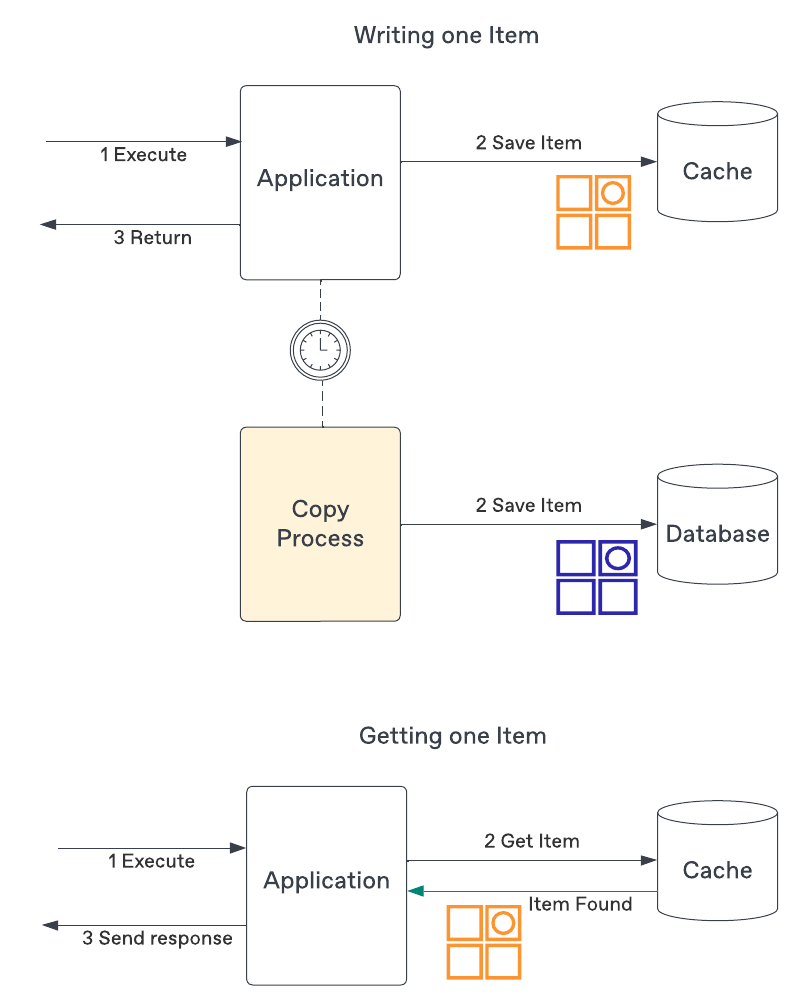 Writing one Item
1 Execute
Application
2 Save Item
Cache
3 Return
Copy
Process
2 Save Item
Database
Getting one Item
1 Execute
Application
2 Get Item
Cache
Item Found
3 Send response